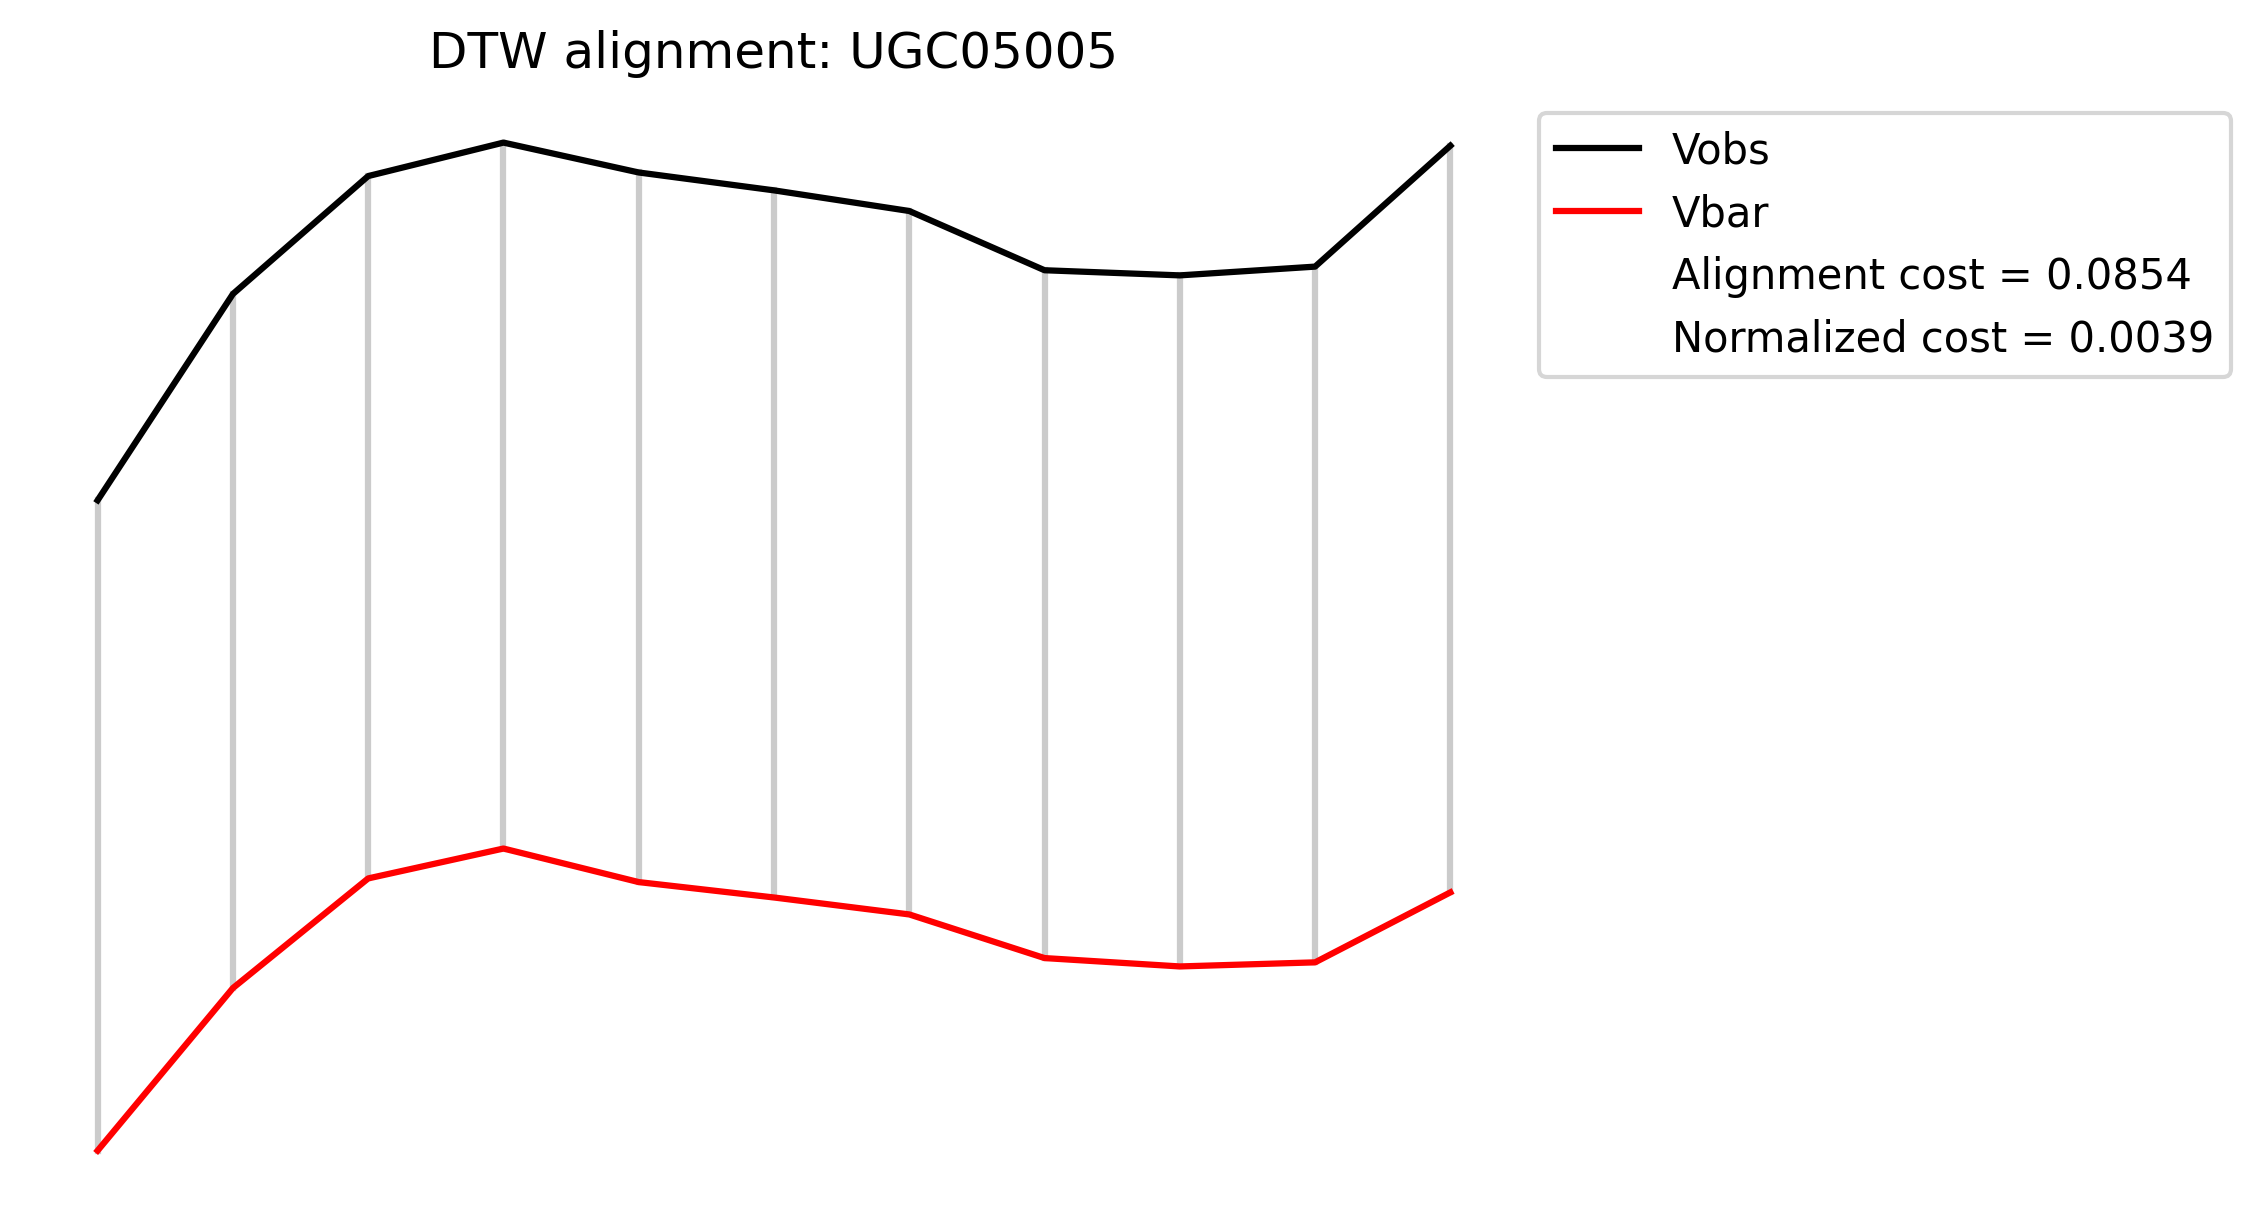 DTW alignment: UGC05005
Vobs
Vbar
Alignment cost = 0.0854
Normalized cost = 0.0039